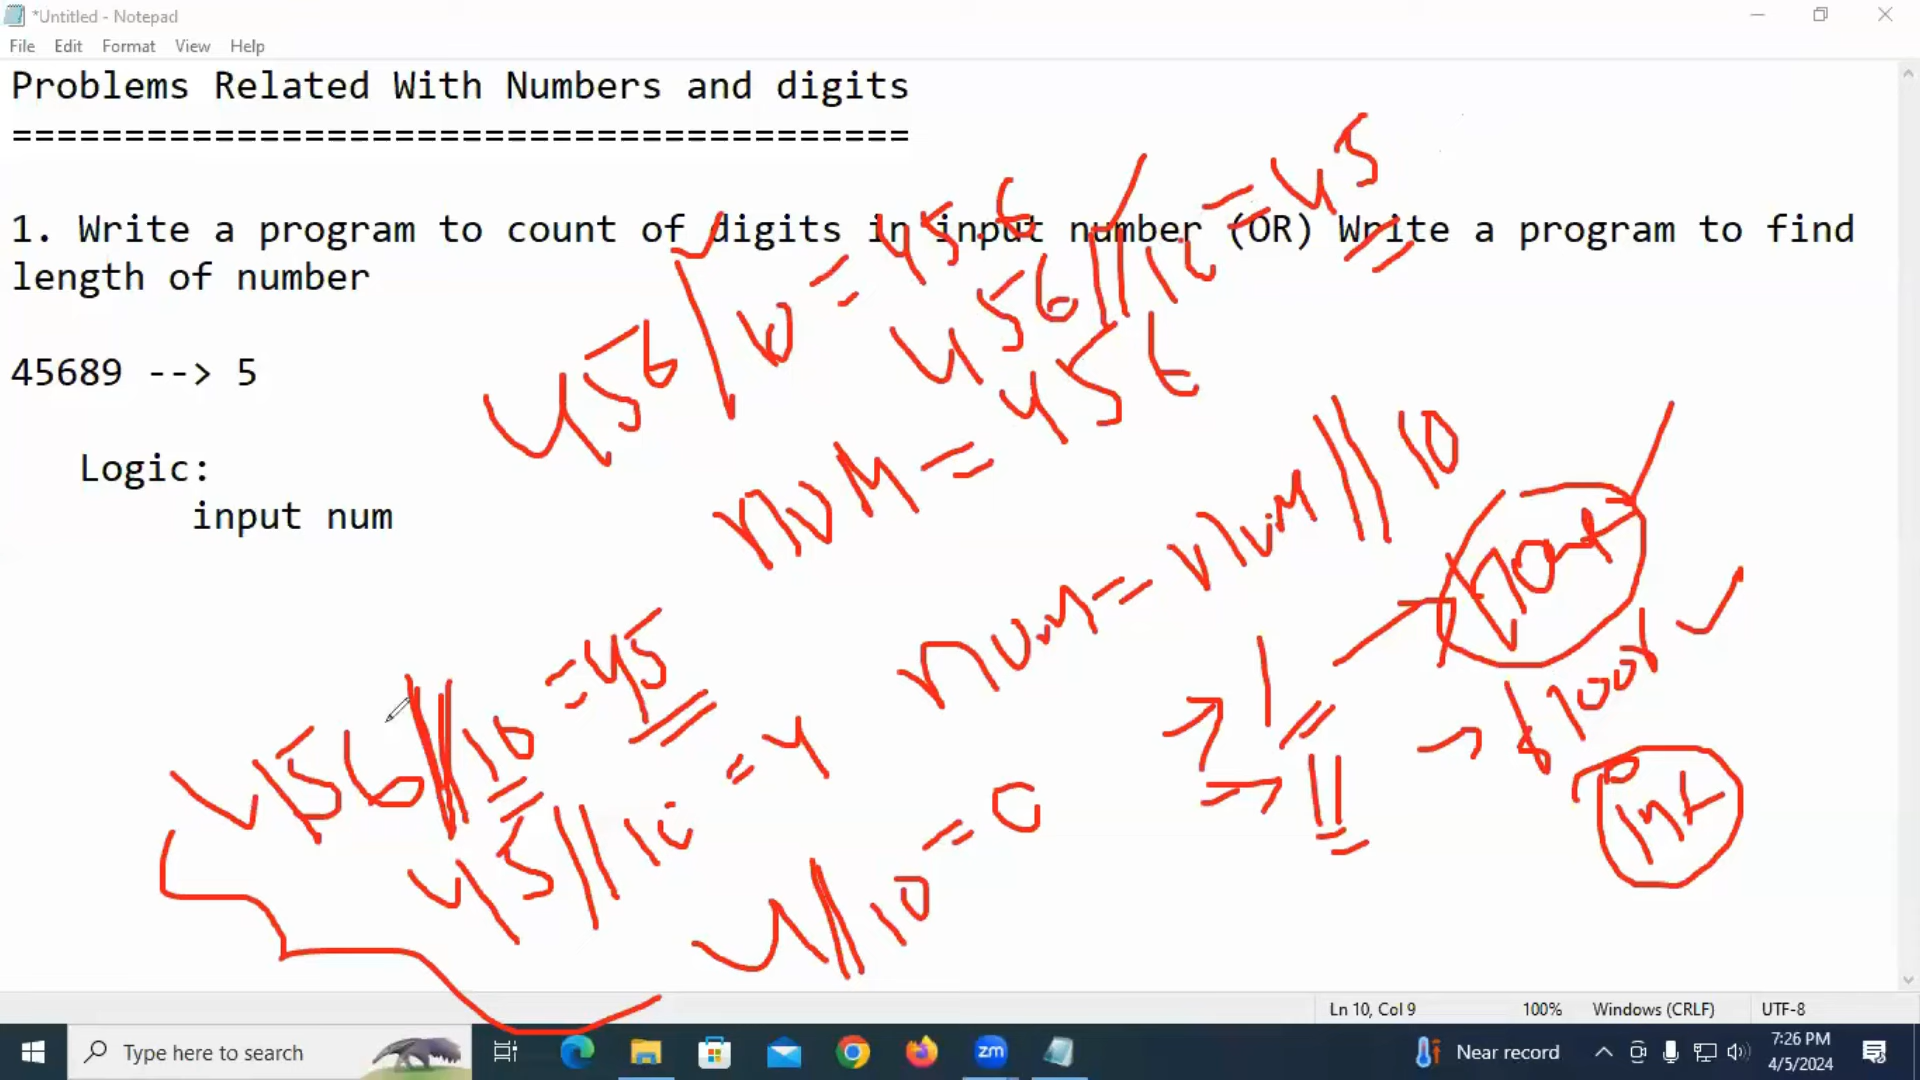 *Untitled - Notepad
File Edit Format View Help
Problems Related With Numbers and digits
========================================
1. Write a program to count of digits in input number (OR) Write a program to find
length of number
45689 --> 5
Logic:
input num
456/10=45.6
456//10=45
num=456
num=num//10
float
/
// → floor ✓
int
456//10=45
45//10=4
4//10=0
Ln 10, Col 9 100% Windows (CRLF) UTF-8
Type here to search
zm
Near record
7:26 PM
4/5/2024